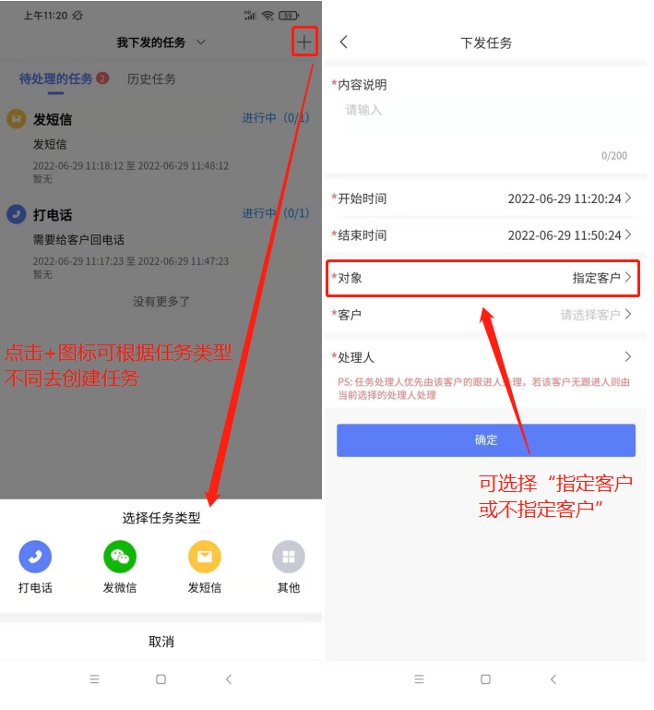 上午11:20
39
我下发的任务
待处理的任务 2 历史任务
发短信 进行中（0/1）
发短信
2022-06-29 11:18:12 至 2022-06-29 11:48:12
暂无
打电话 进行中（0/1）
需要给客户回电话
2022-06-29 11:17:23 至 2022-06-29 11:47:23
暂无
没有更多了
点击+图标可根据任务类型
不同去创建任务
选择任务类型
打电话 发微信 发短信 其他
取消
下发任务
*内容说明
请输入
0/200
*开始时间 2022-06-29 11:20:24
*结束时间 2022-06-29 11:50:24
*对象 指定客户
*客户 请选择客户
*处理人
PS: 任务处理人优先由该客户的跟进人处理，若该客户无跟进人则由
当前选择的处理人处理
确定
可选择“指定客户
或不指定客户”